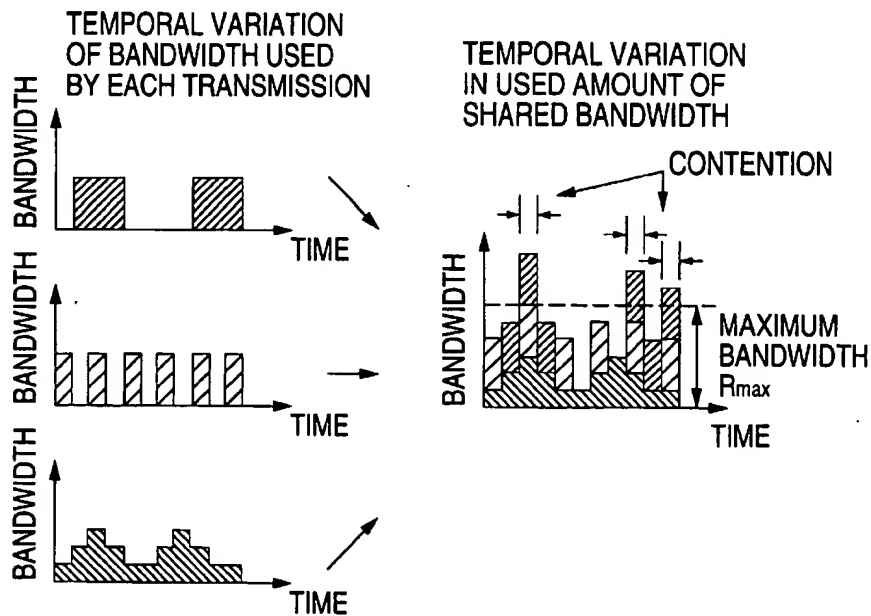 TEMPORAL VARIATION
OF BANDWIDTH USED
BY EACH TRANSMISSION
BANDWIDTH
TIME
BANDWIDTH
TIME
BANDWIDTH
TIME
TEMPORAL VARIATION
IN USED AMOUNT OF
SHARED BANDWIDTH
CONTENTION
BANDWIDTH
MAXIMUM
BANDWIDTH
Rmax
TIME